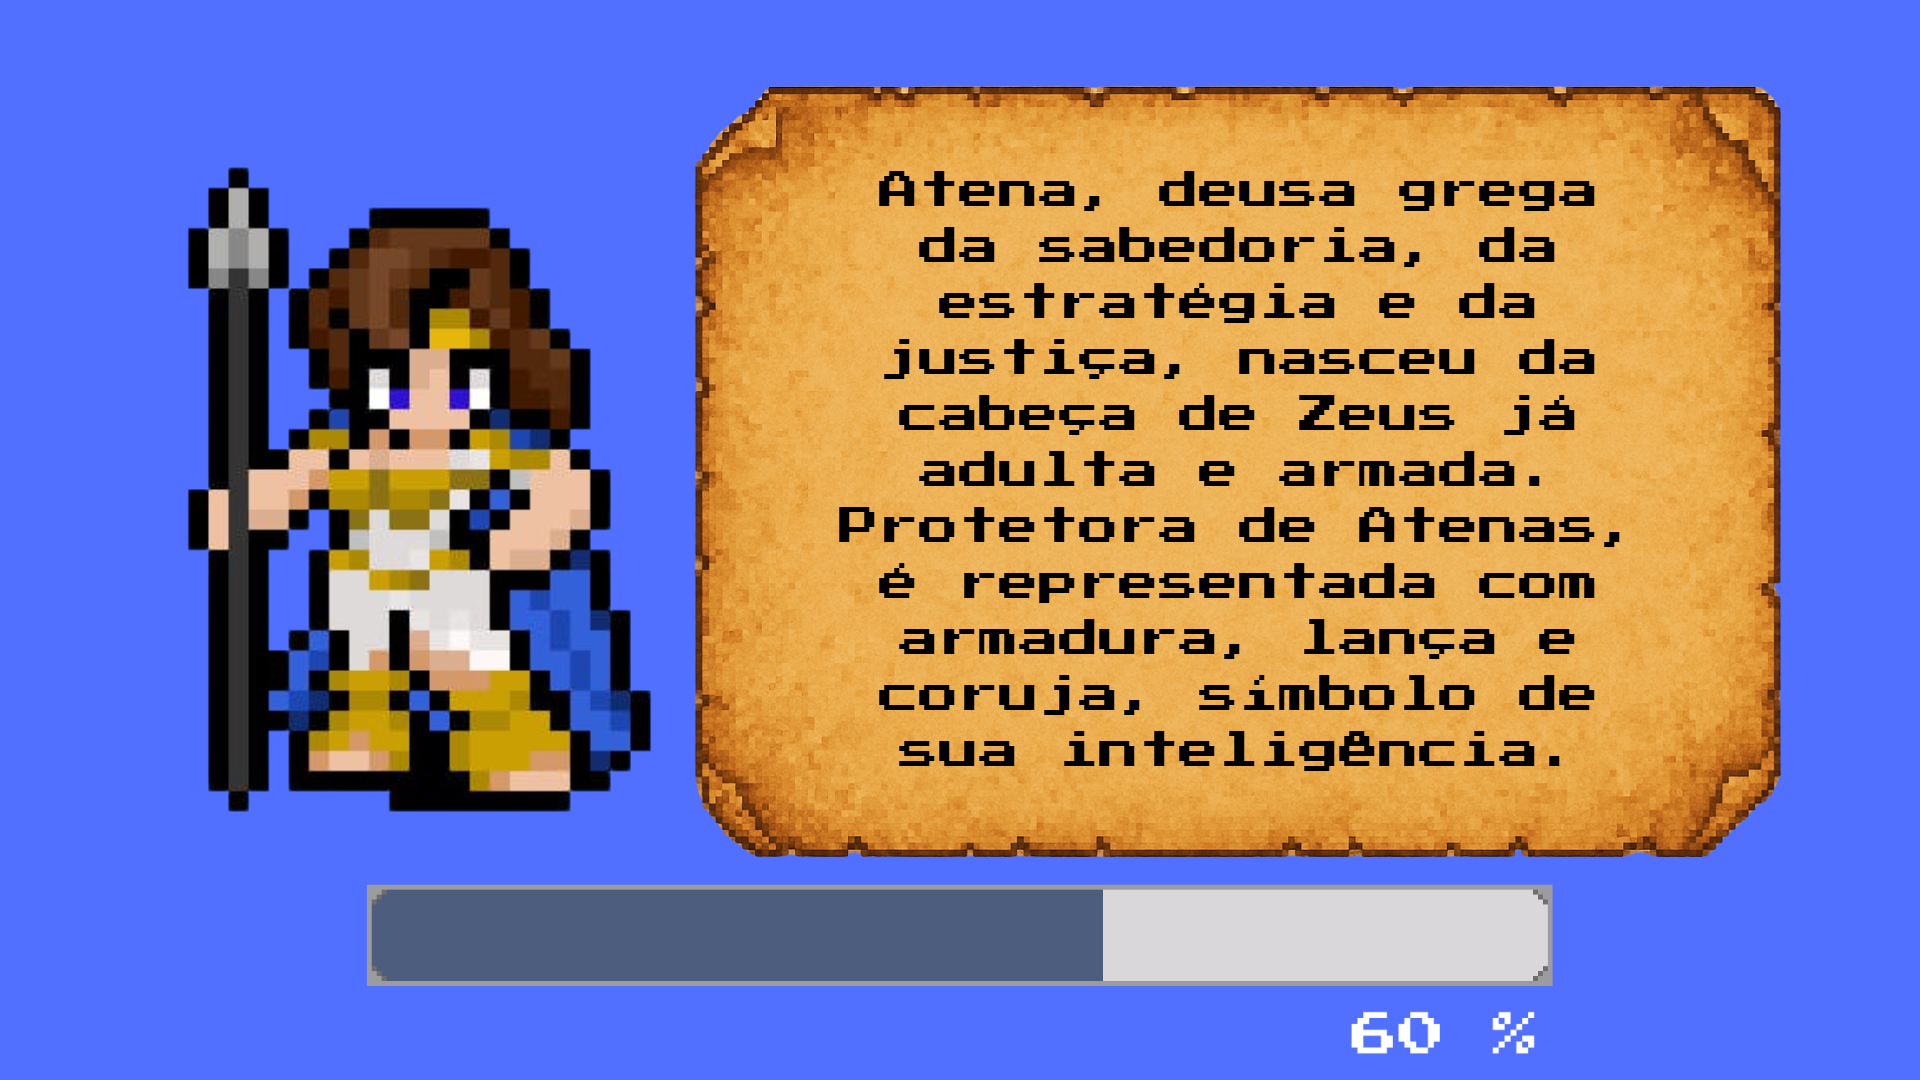 Atena, deusa grega
da sabedoria, da
estratégia e da
justiça, nasceu da
cabeça de Zeus já
adulta e armada.
Protetora de Atenas,
é representada com
armadura, lança e
coruja, símbolo de
sua inteligência.
60 %